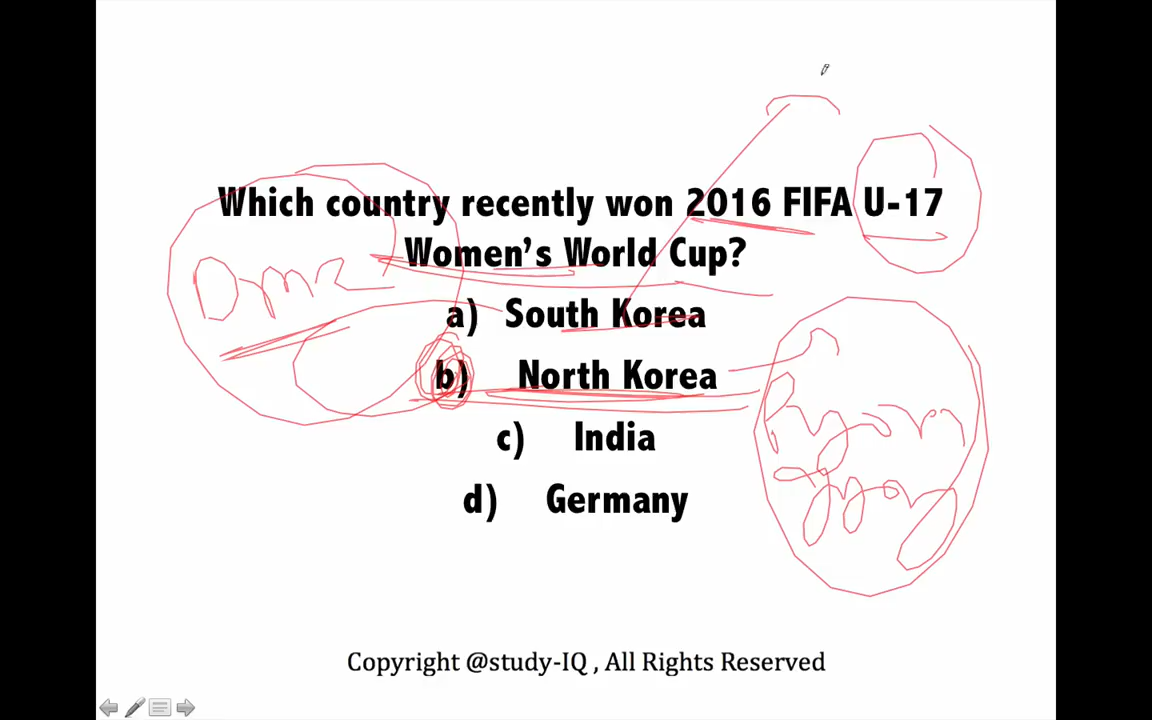 Which country recently won 2016 FIFA U-17
Women's World Cup?
a) South Korea
b) North Korea
c) India
d) Germany
Dmz
Copyright @study-IQ , All Rights Reserved